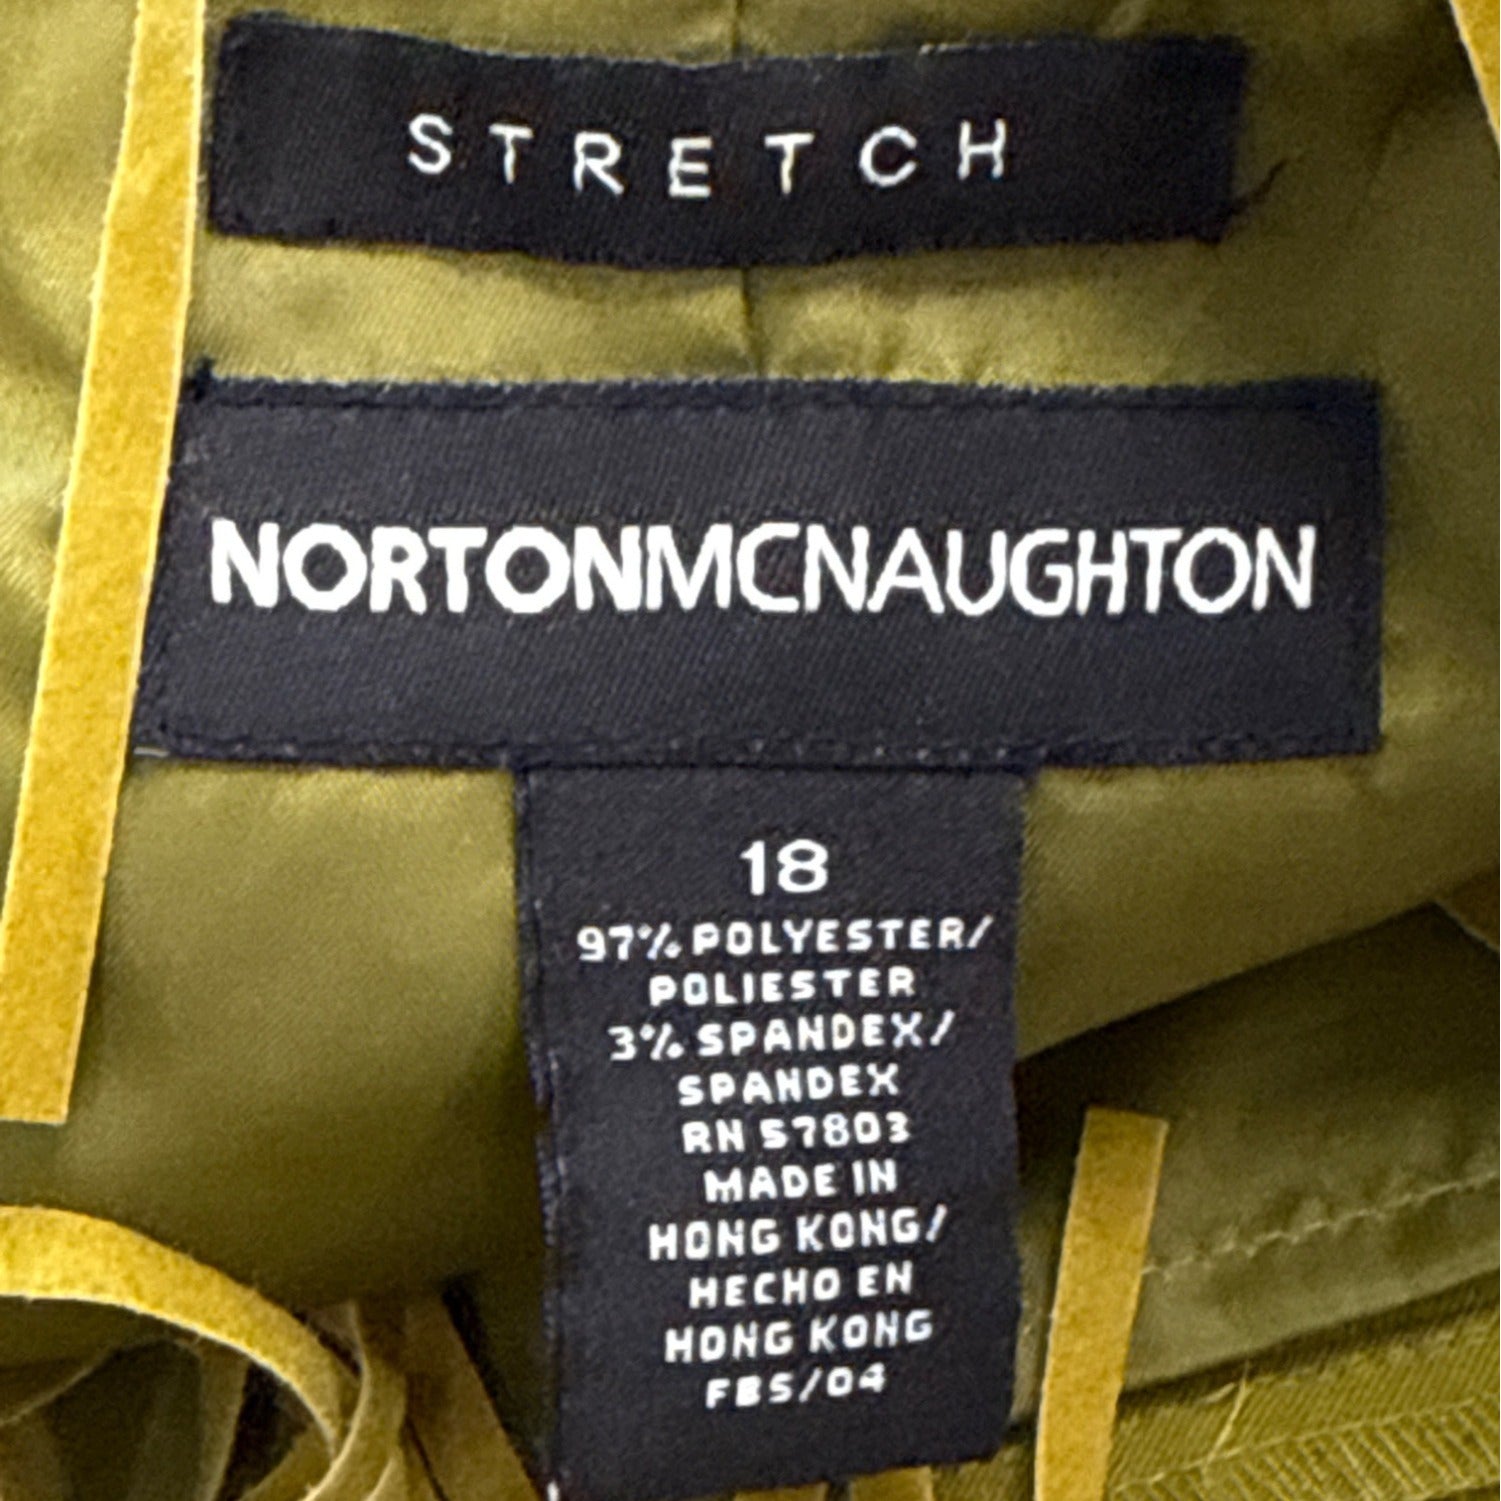 STRETCH
NORTONMCNAUGHTON
18
97% POLYESTER/
POLIESTER
3% SPANDEX/
SPANDEX
RN 57803
MADE IN
HONG KONG/
HECHO EN
HONG KONG
FBS/04